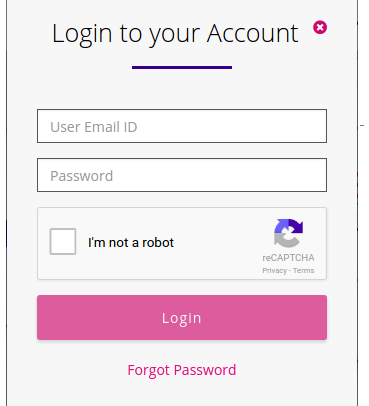 Login to your Account
User Email ID
Password
I'm not a robot
reCAPTCHA
Privacy - Terms
Login
Forgot Password